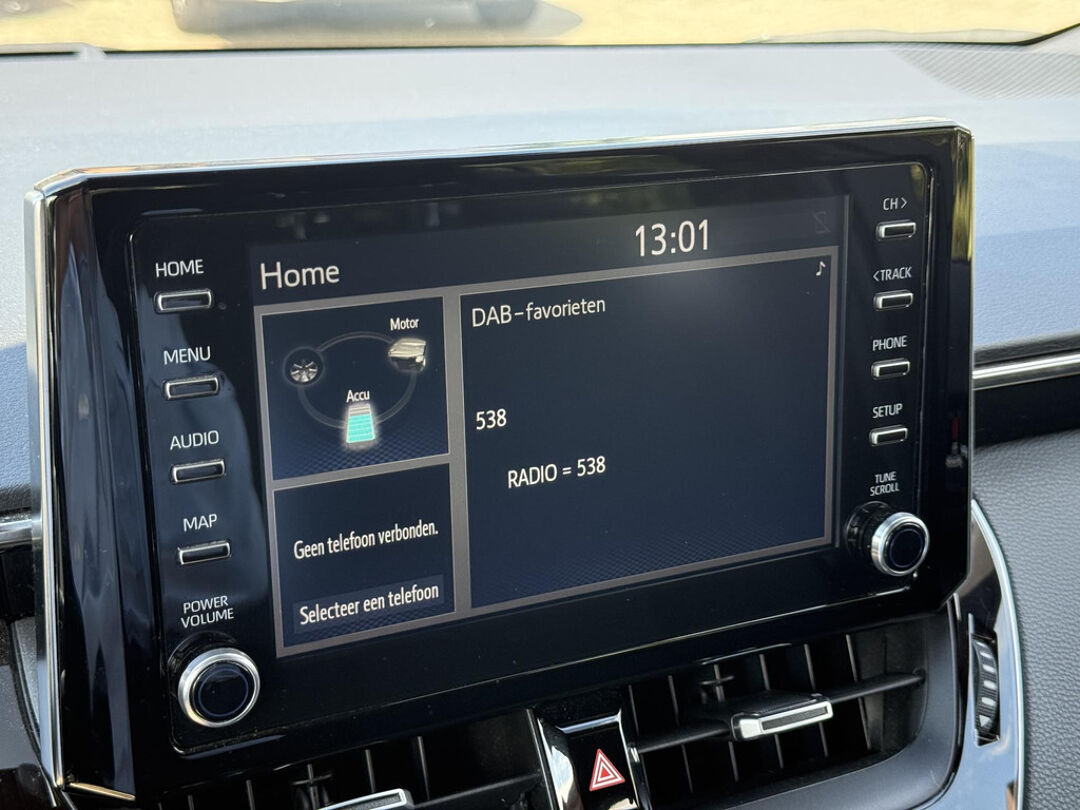 HOME
MENU
AUDIO
MAP
POWER
VOLUME
Home
13:01
Motor
Accu
Geen telefoon verbonden.
Selecteer een telefoon
DAB-favorieten
538
RADIO = 538
CH >
< TRACK
PHONE
SETUP
TUNE
SCROLL